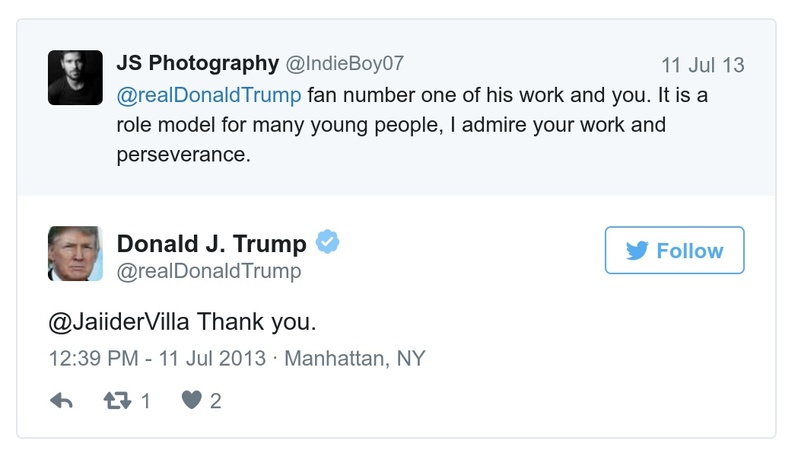 JS Photography @IndieBoy07 11 Jul 13
@realDonaldTrump fan number one of his work and you. It is a
role model for many young people, I admire your work and
perseverance.
Donald J. Trump
@realDonaldTrump
Follow
@JaiiderVilla Thank you.
12:39 PM - 11 Jul 2013 · Manhattan, NY
1 2